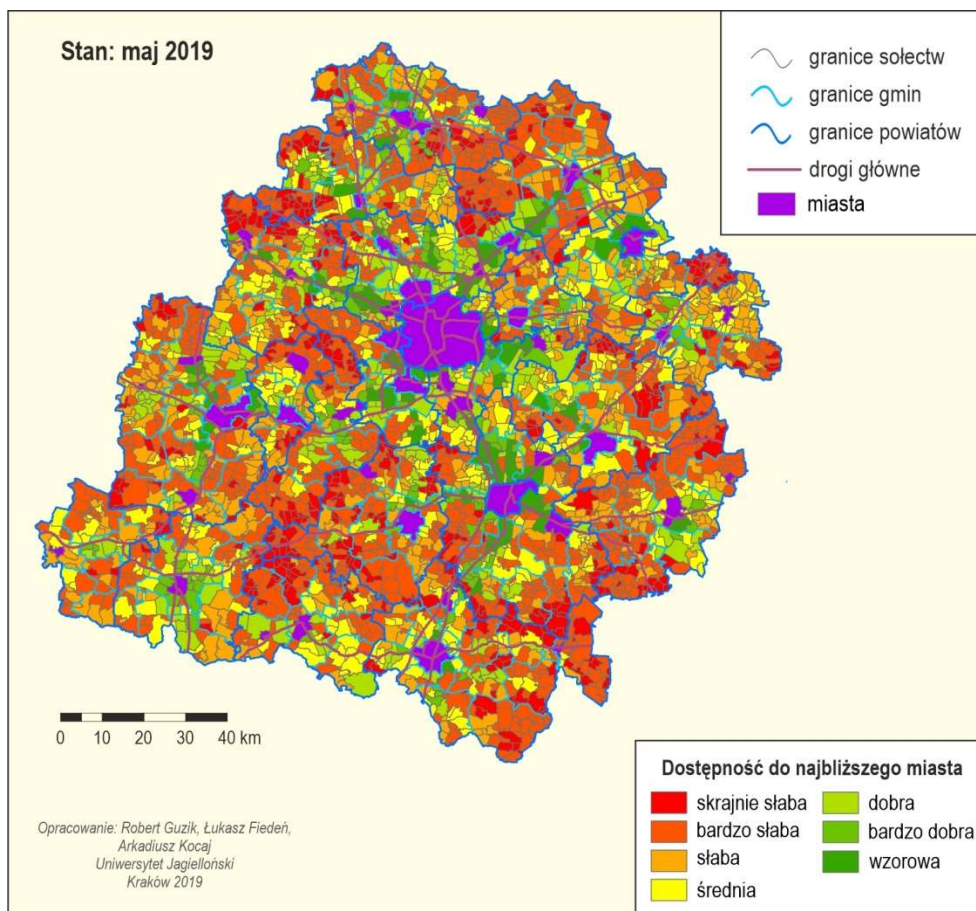 Stan: maj 2019
granice sołectw
granice gmin
granice powiatów
drogi główne
miasta
0 10 20 30 40 km
Opracowanie: Robert Guzik, Łukasz Fiedeń,
Arkadiusz Kocaj
Uniwersytet Jagielloński
Kraków 2019
Dostępność do najbliższego miasta
skrajnie słaba
bardzo słaba
słaba
średnia
dobra
bardzo dobra
wzorowa